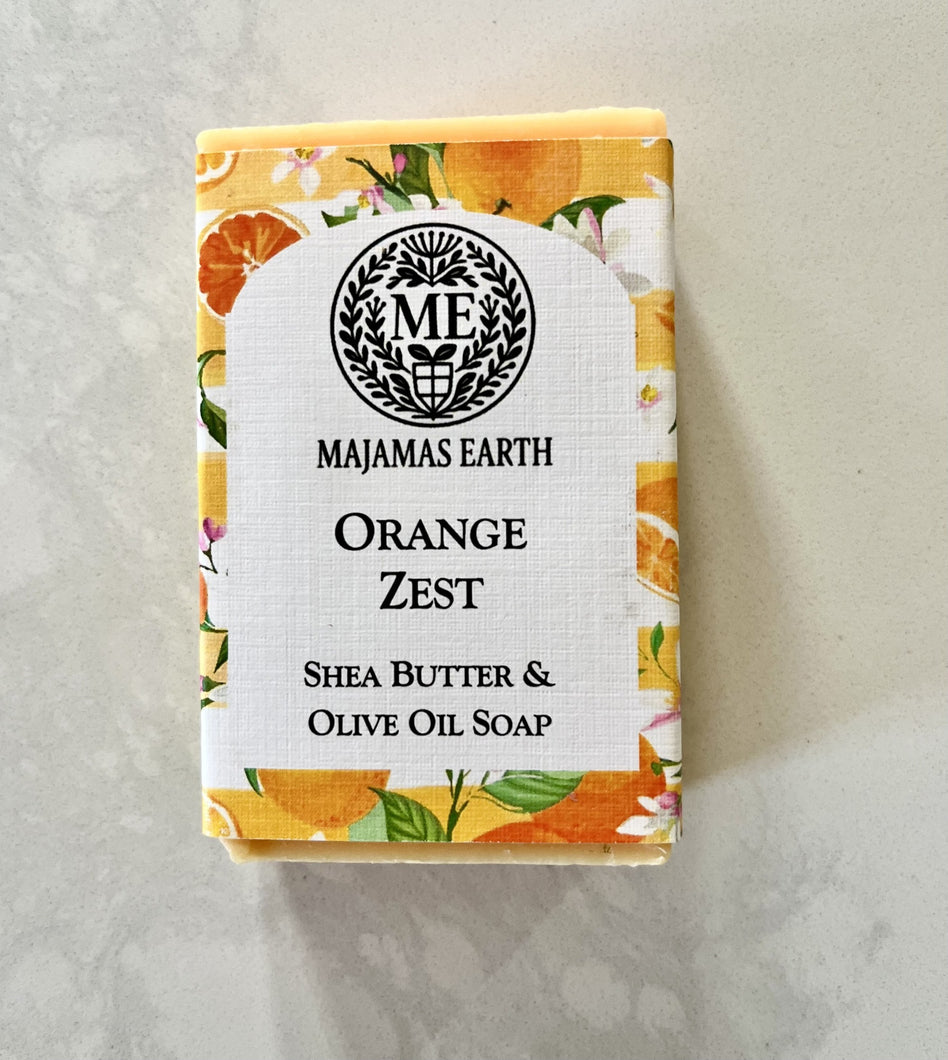 ME
MAJAMAS EARTH
ORANGE
ZEST
SHEA BUTTER &
OLIVE OIL SOAP